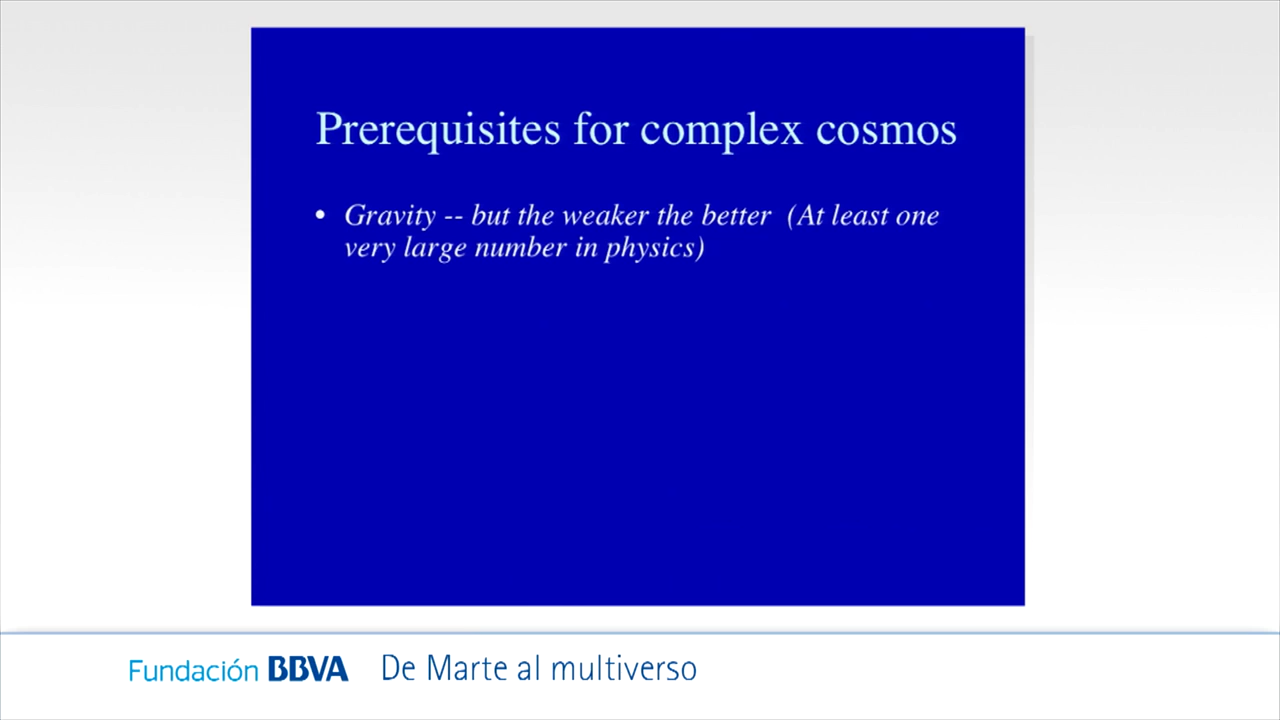 Prerequisites for complex cosmos
• Gravity -- but the weaker the better (At least one
very large number in physics)
Fundación BBVA De Marte al multiverso